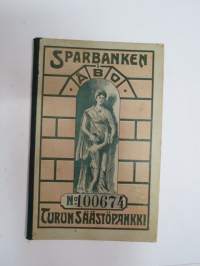 SPARBANKEN
I
ÅBO
No 100674
TURUN SÄÄSTÖPANKKI